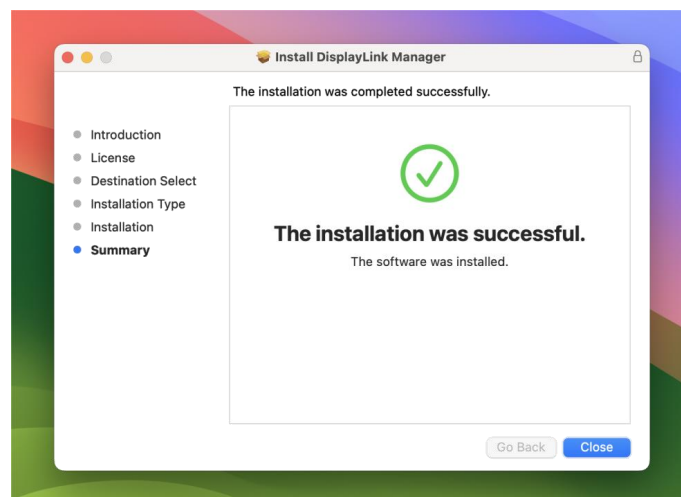 Install DisplayLink Manager
The installation was completed successfully.
Introduction
License
Destination Select
Installation Type
Installation
Summary
The installation was successful.
The software was installed.
Go Back
Close